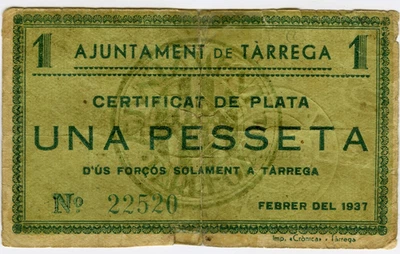 1 AJUNTAMENT DE TÀRREGA 1
CERTIFICAT DE PLATA
UNA PESSETA
D'ÚS FORÇÓS SOLAMENT A TÀRREGA
Nº 22520 FEBRER DEL 1937
Imp. «Crònica» - Tàrrega